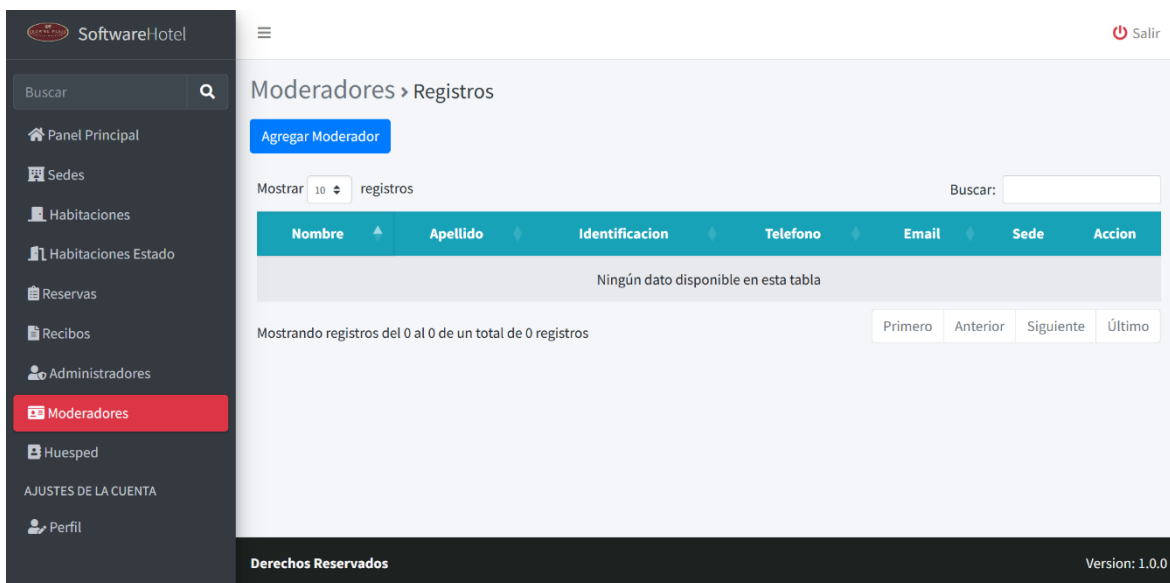 SoftwareHotel
Salir
Buscar
Panel Principal
Sedes
Habitaciones
Habitaciones Estado
Reservas
Recibos
Administradores
Moderadores
Huesped
AJUSTES DE LA CUENTA
Perfil
Moderadores › Registros
Agregar Moderador
Mostrar 10 registros
Buscar:
Nombre Apellido Identificacion Telefono Email Sede Accion
Ningún dato disponible en esta tabla
Mostrando registros del 0 al 0 de un total de 0 registros
Primero Anterior Siguiente Último
Derechos Reservados
Version: 1.0.0